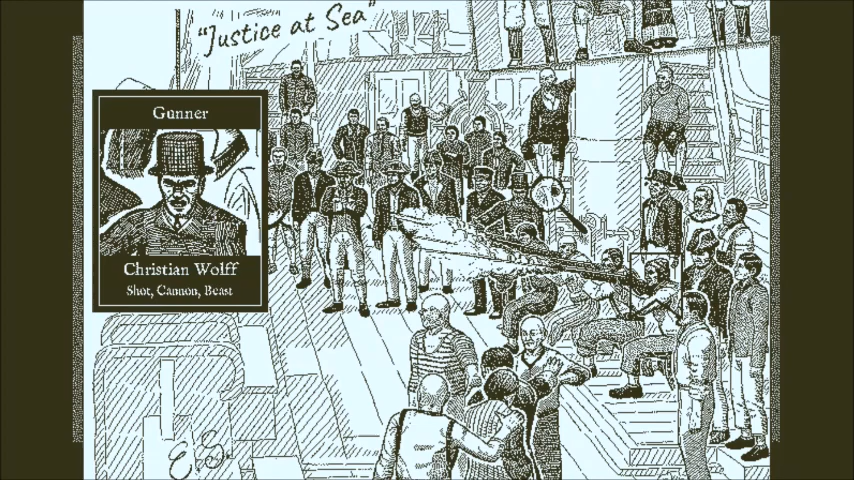 "Justice at Sea"
Gunner
Christian Wolff
Shot, Cannon, Beast
E.S.